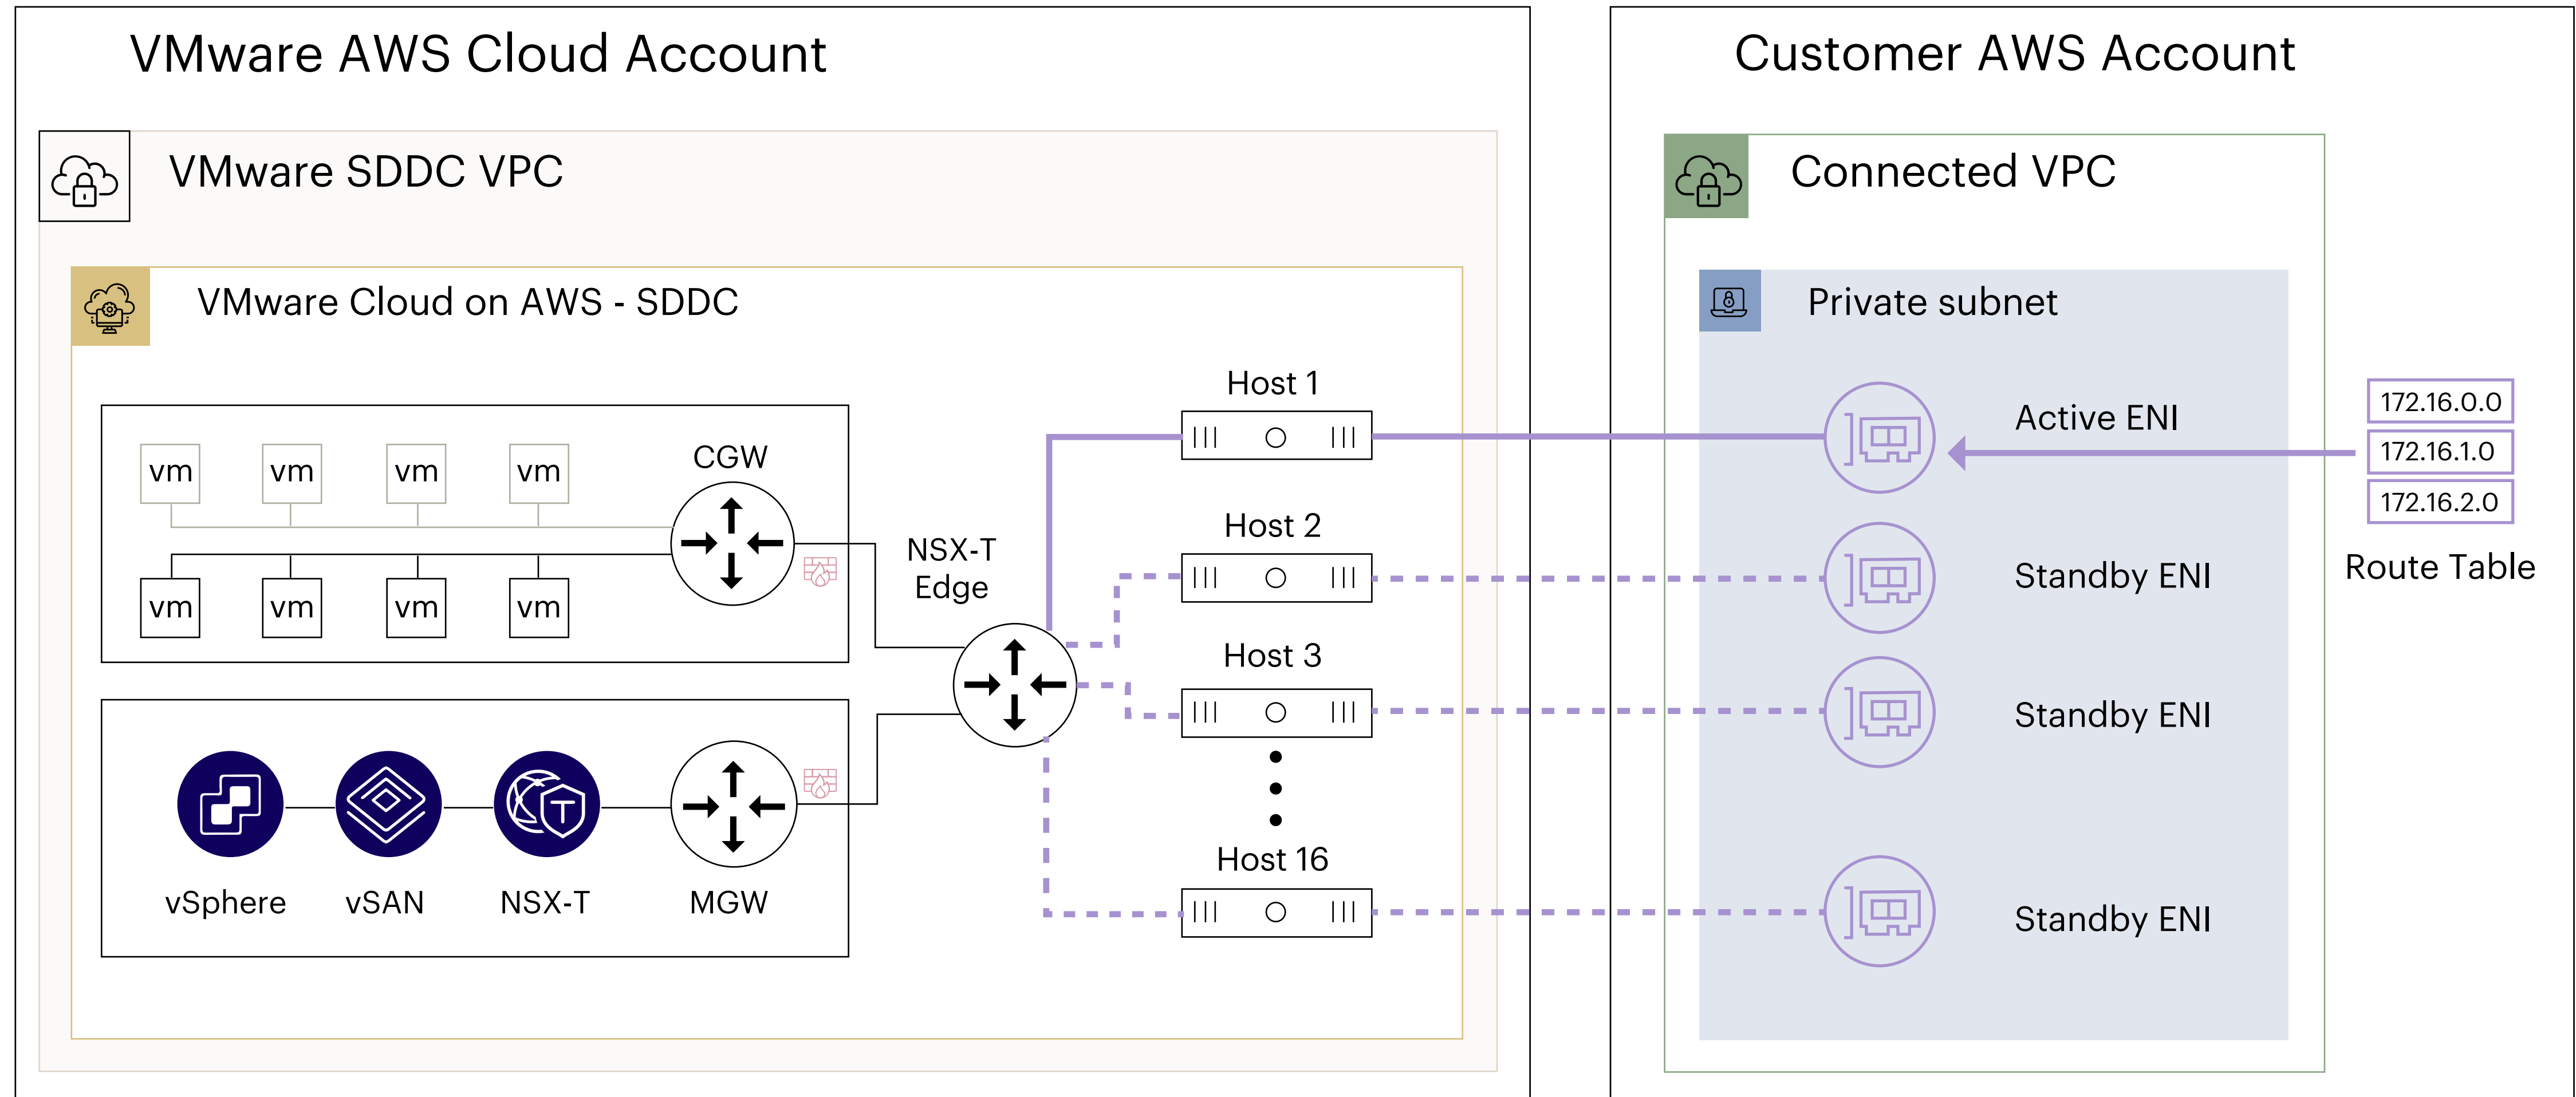 VMware AWS Cloud Account
VMware SDDC VPC
VMware Cloud on AWS - SDDC
vm vm vm vm
CGW
vm vm vm vm
vSphere vSAN NSX-T MGW
T
NSX-T
Edge
Host 1
Host 2
Host 3
Host 16
Customer AWS Account
Connected VPC
Private subnet
Active ENI
Standby ENI
Standby ENI
Standby ENI
172.16.0.0
172.16.1.0
172.16.2.0
Route Table